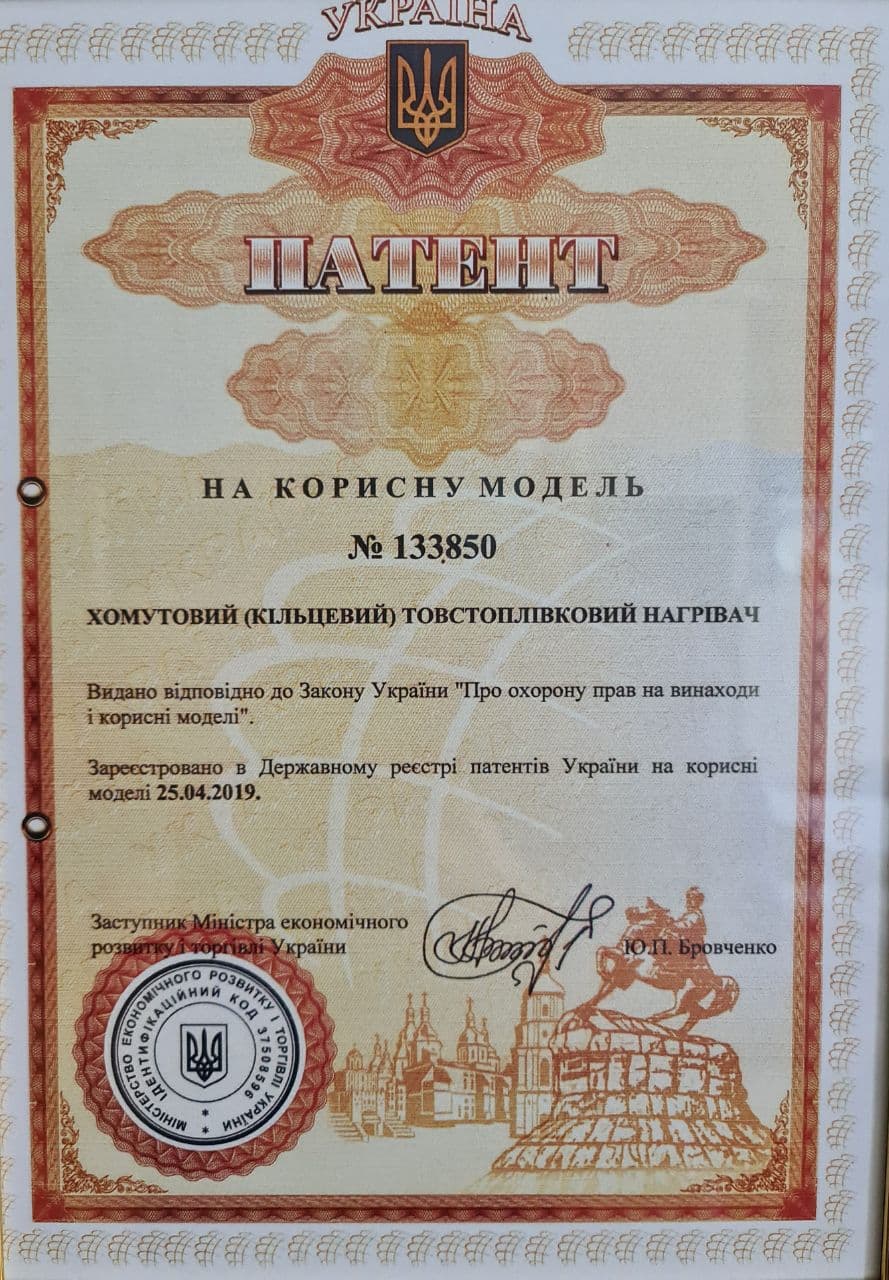 УКРАЇНА
ПАТЕНТ
НА КОРИСНУ МОДЕЛЬ
№ 133850
ХОМУТОВИЙ (КІЛЬЦЕВИЙ) ТОВСТОПЛІВКОВИЙ НАГРІВАЧ
Видано відповідно до Закону України "Про охорону прав на винаходи
і корисні моделі".
Зареєстровано в Державному реєстрі патентів України на корисні
моделі 25.04.2019.
Заступник Міністра економічного
розвитку і торгівлі України
Ю.П. Бровченко
МІНІСТЕРСТВО ЕКОНОМІЧНОГО РОЗВИТКУ І ТОРГІВЛІ УКРАЇНИ *
ІДЕНТИФІКАЦІЙНИЙ КОД 37508596 *